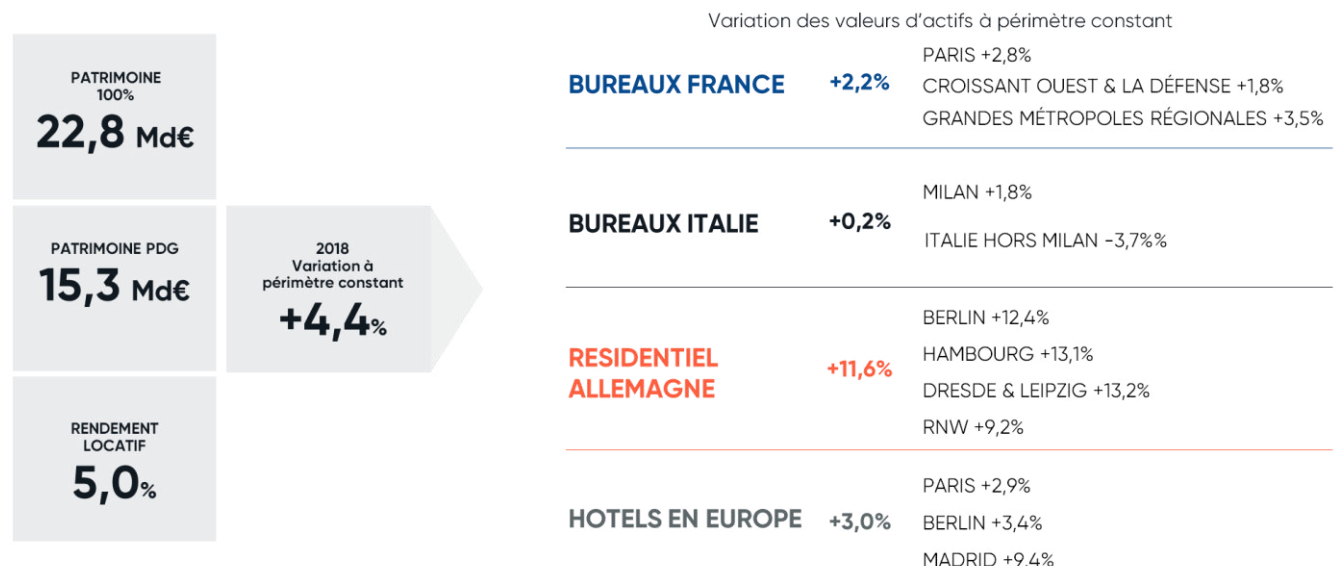 Variation des valeurs d'actifs à périmètre constant
PATRIMOINE
100%
22,8 Md€
PATRIMOINE PDG
15,3 Md€
RENDEMENT
LOCATIF
5,0%
2018
Variation à
périmètre constant
+4,4%
BUREAUX FRANCE +2,2%
PARIS +2,8%
CROISSANT OUEST & LA DÉFENSE +1,8%
GRANDES MÉTROPOLES RÉGIONALES +3,5%
BUREAUX ITALIE +0,2%
MILAN +1,8%
ITALIE HORS MILAN -3,7%%
RESIDENTIEL
ALLEMAGNE
+11,6%
BERLIN +12,4%
HAMBOURG +13,1%
DRESDE & LEIPZIG +13,2%
RNW +9,2%
HOTELS EN EUROPE +3,0%
PARIS +2,9%
BERLIN +3,4%
MADRID +9,4%